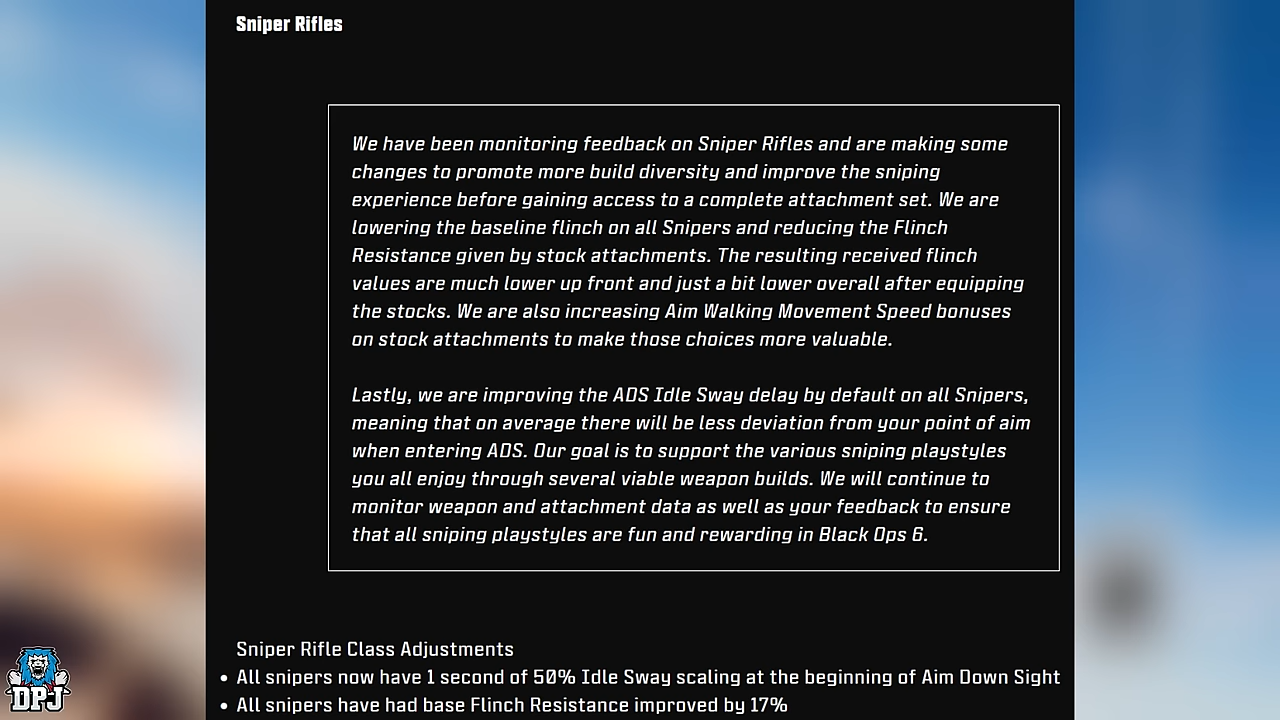 Sniper Rifles
We have been monitoring feedback on Sniper Rifles and are making some
changes to promote more build diversity and improve the sniping
experience before gaining access to a complete attachment set. We are
lowering the baseline flinch on all Snipers and reducing the Flinch
Resistance given by stock attachments. The resulting received flinch
values are much lower up front and just a bit lower overall after equipping
the stocks. We are also increasing Aim Walking Movement Speed bonuses
on stock attachments to make those choices more valuable.
Lastly, we are improving the ADS Idle Sway delay by default on all Snipers,
meaning that on average there will be less deviation from your point of aim
when entering ADS. Our goal is to support the various sniping playstyles
you all enjoy through several viable weapon builds. We will continue to
monitor weapon and attachment data as well as your feedback to ensure
that all sniping playstyles are fun and rewarding in Black Ops 6.
Sniper Rifle Class Adjustments
• All snipers now have 1 second of 50% Idle Sway scaling at the beginning of Aim Down Sight
• All snipers have had base Flinch Resistance improved by 17%
DPJ